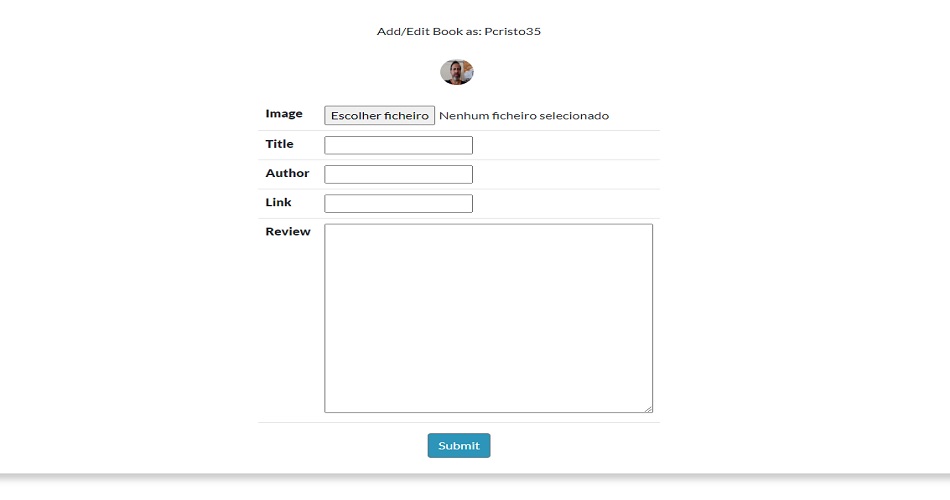 Add/Edit Book as: Pcristo35
Image Escolher ficheiro Nenhum ficheiro selecionado
Title
Author
Link
Review
Submit